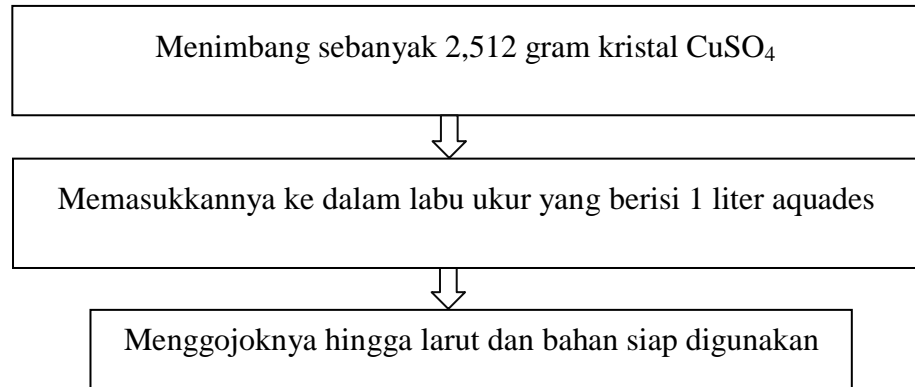 Menimbang sebanyak 2,512 gram kristal CuSO₄
Memasukkannya ke dalam labu ukur yang berisi 1 liter aquades
Menggojoknya hingga larut dan bahan siap digunakan